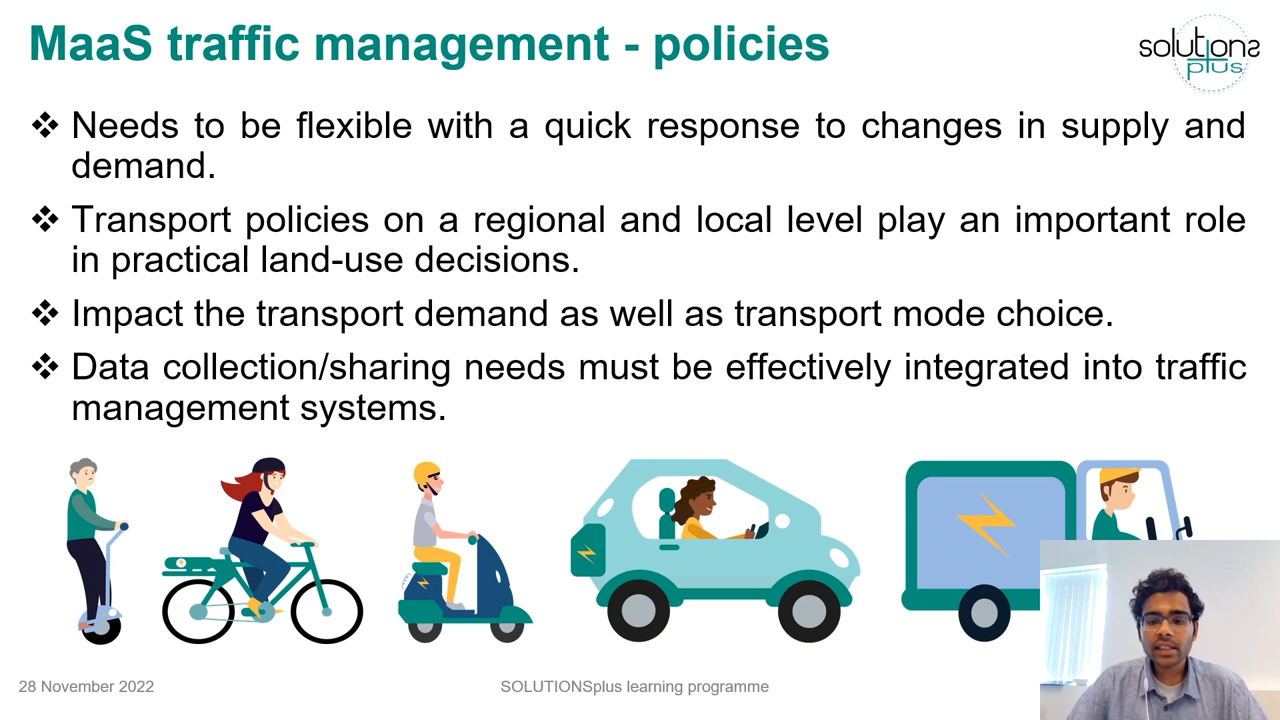 MaaS traffic management - policies
solutions
plus
❖ Needs to be flexible with a quick response to changes in supply and
demand.
❖ Transport policies on a regional and local level play an important role
in practical land-use decisions.
❖ Impact the transport demand as well as transport mode choice.
❖ Data collection/sharing needs must be effectively integrated into traffic
management systems.
28 November 2022
SOLUTIONSplus learning programme